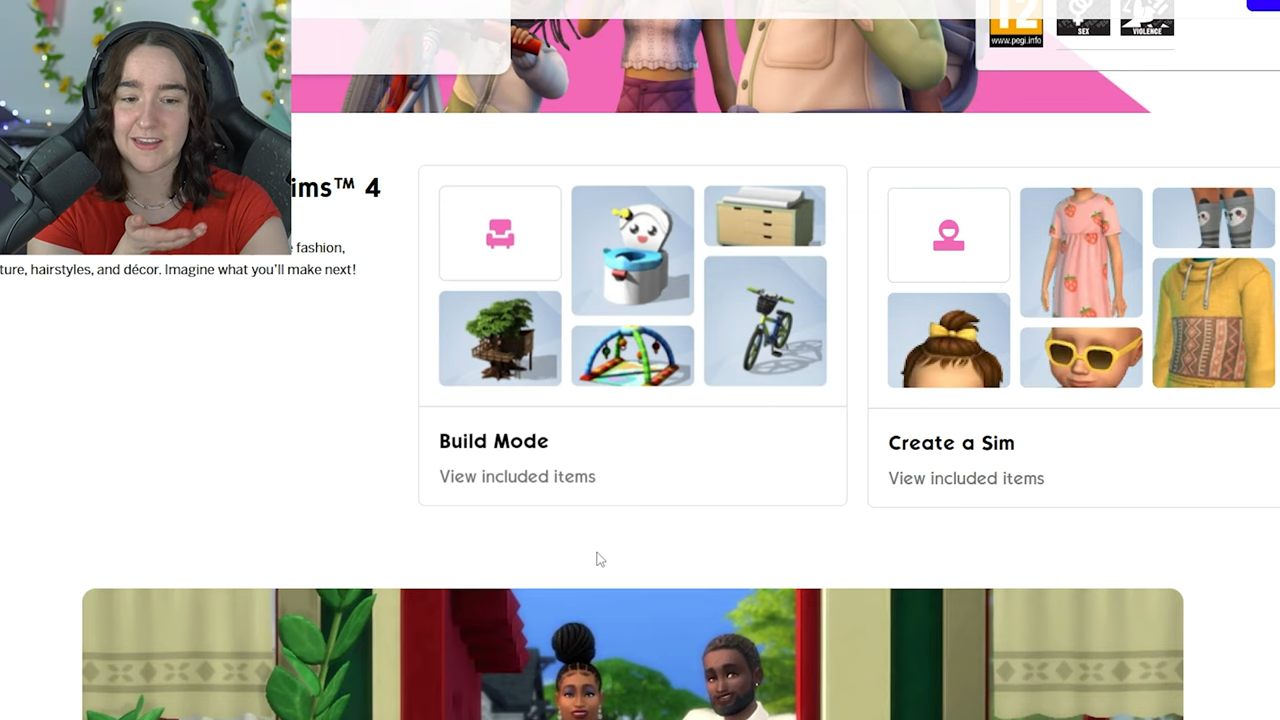 12
www.pegi.info
SEX
VIOLENCE
ims™ 4
fashion,
ture, hairstyles, and décor. Imagine what you'll make next!
Build Mode
View included items
Create a Sim
View included items